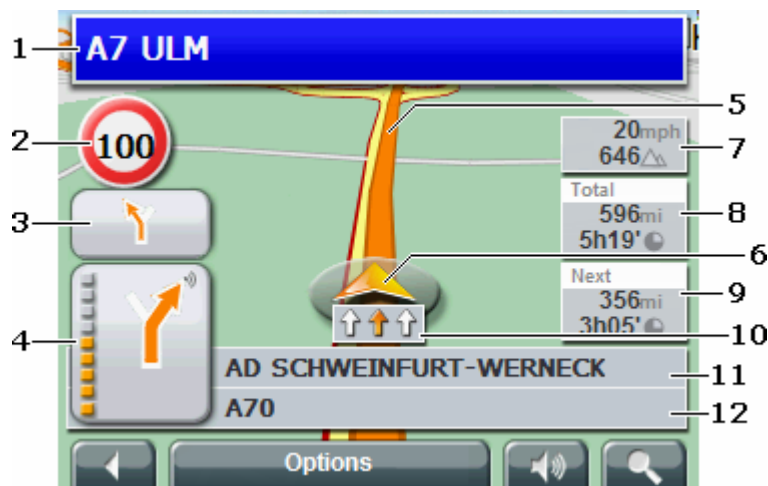 A7 ULM
1
2
100
3
4
5
20mph
646
7
Total
596mi
5h19'
8
6
Next
356mi
3h05'
9
10
AD SCHWEINFURT-WERNECK
11
A70
12
Options